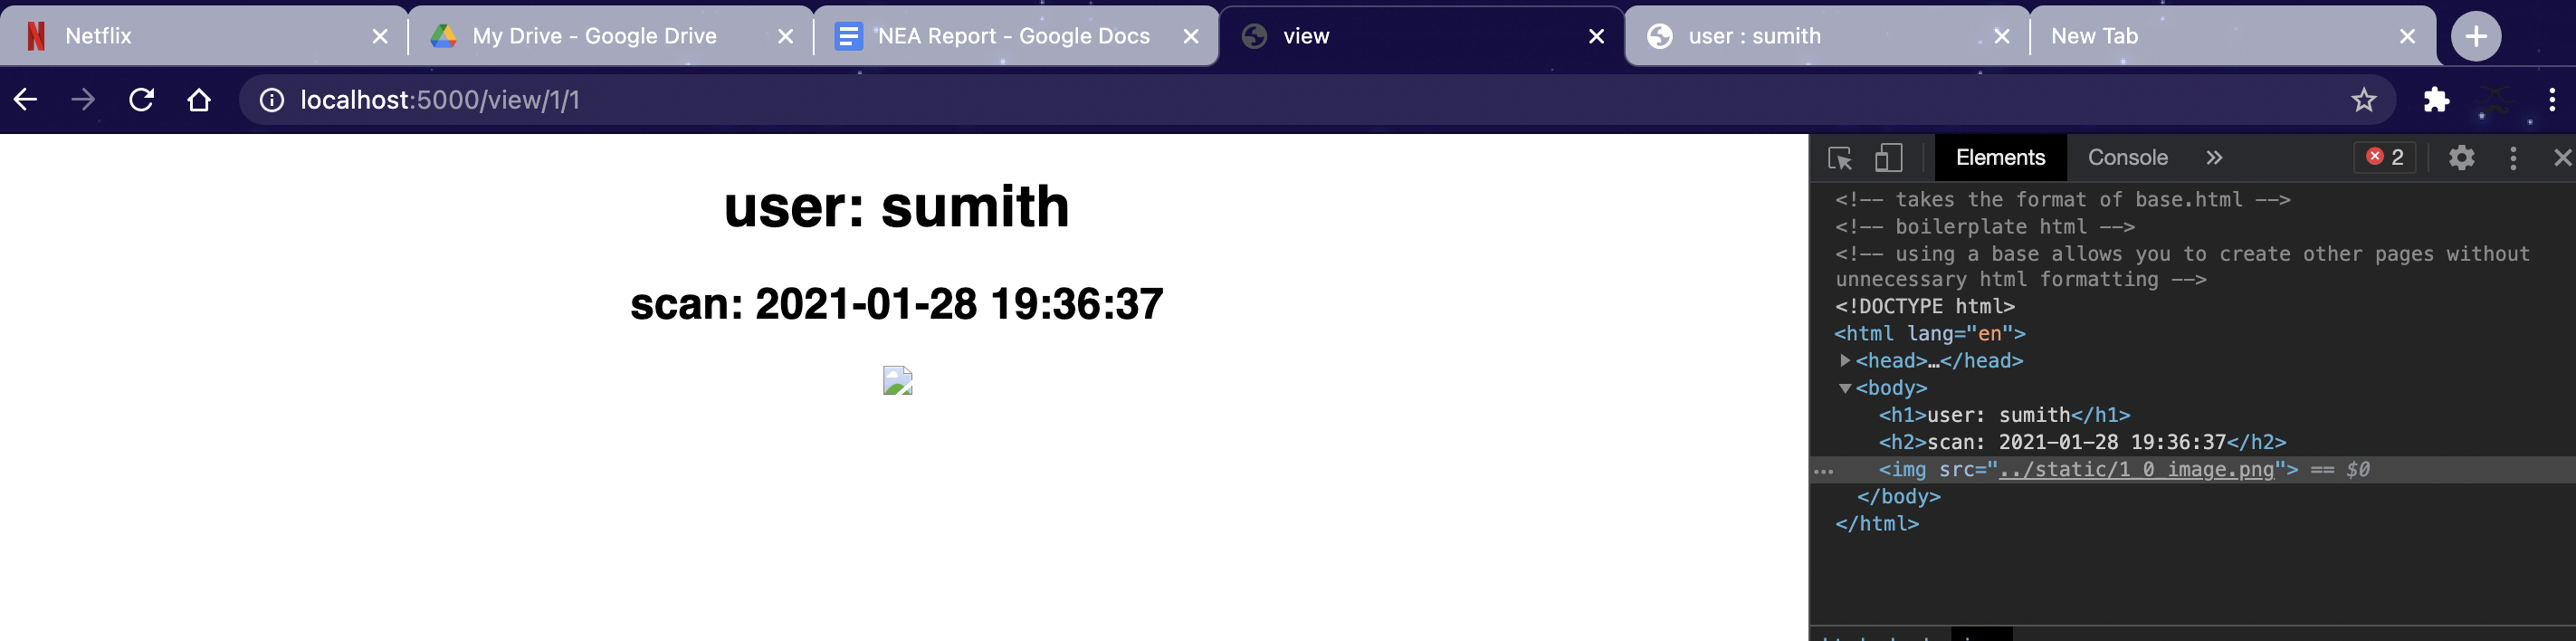 Netflix
My Drive - Google Drive
NEA Report - Google Docs
view
user : sumith
New Tab
localhost:5000/view/1/1
user: sumith
scan: 2021-01-28 19:36:37
Elements Console » 2
<!-- takes the format of base.html -->
<!-- boilerplate html -->
<!-- using a base allows you to create other pages without
unnecessary html formatting -->
<!DOCTYPE html>
<html lang="en">
<head>…</head>
<body>
<h1>user: sumith</h1>
<h2>scan: 2021-01-28 19:36:37</h2>
<img src="../static/1_0_image.png"> == $0
</body>
</html>